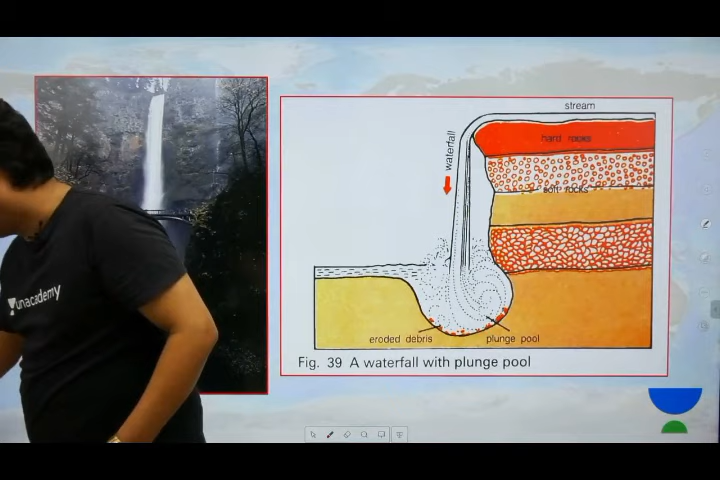 unacademy
stream
waterfall
hard rocks
soft rocks
eroded debris
plunge pool
Fig. 39 A waterfall with plunge pool